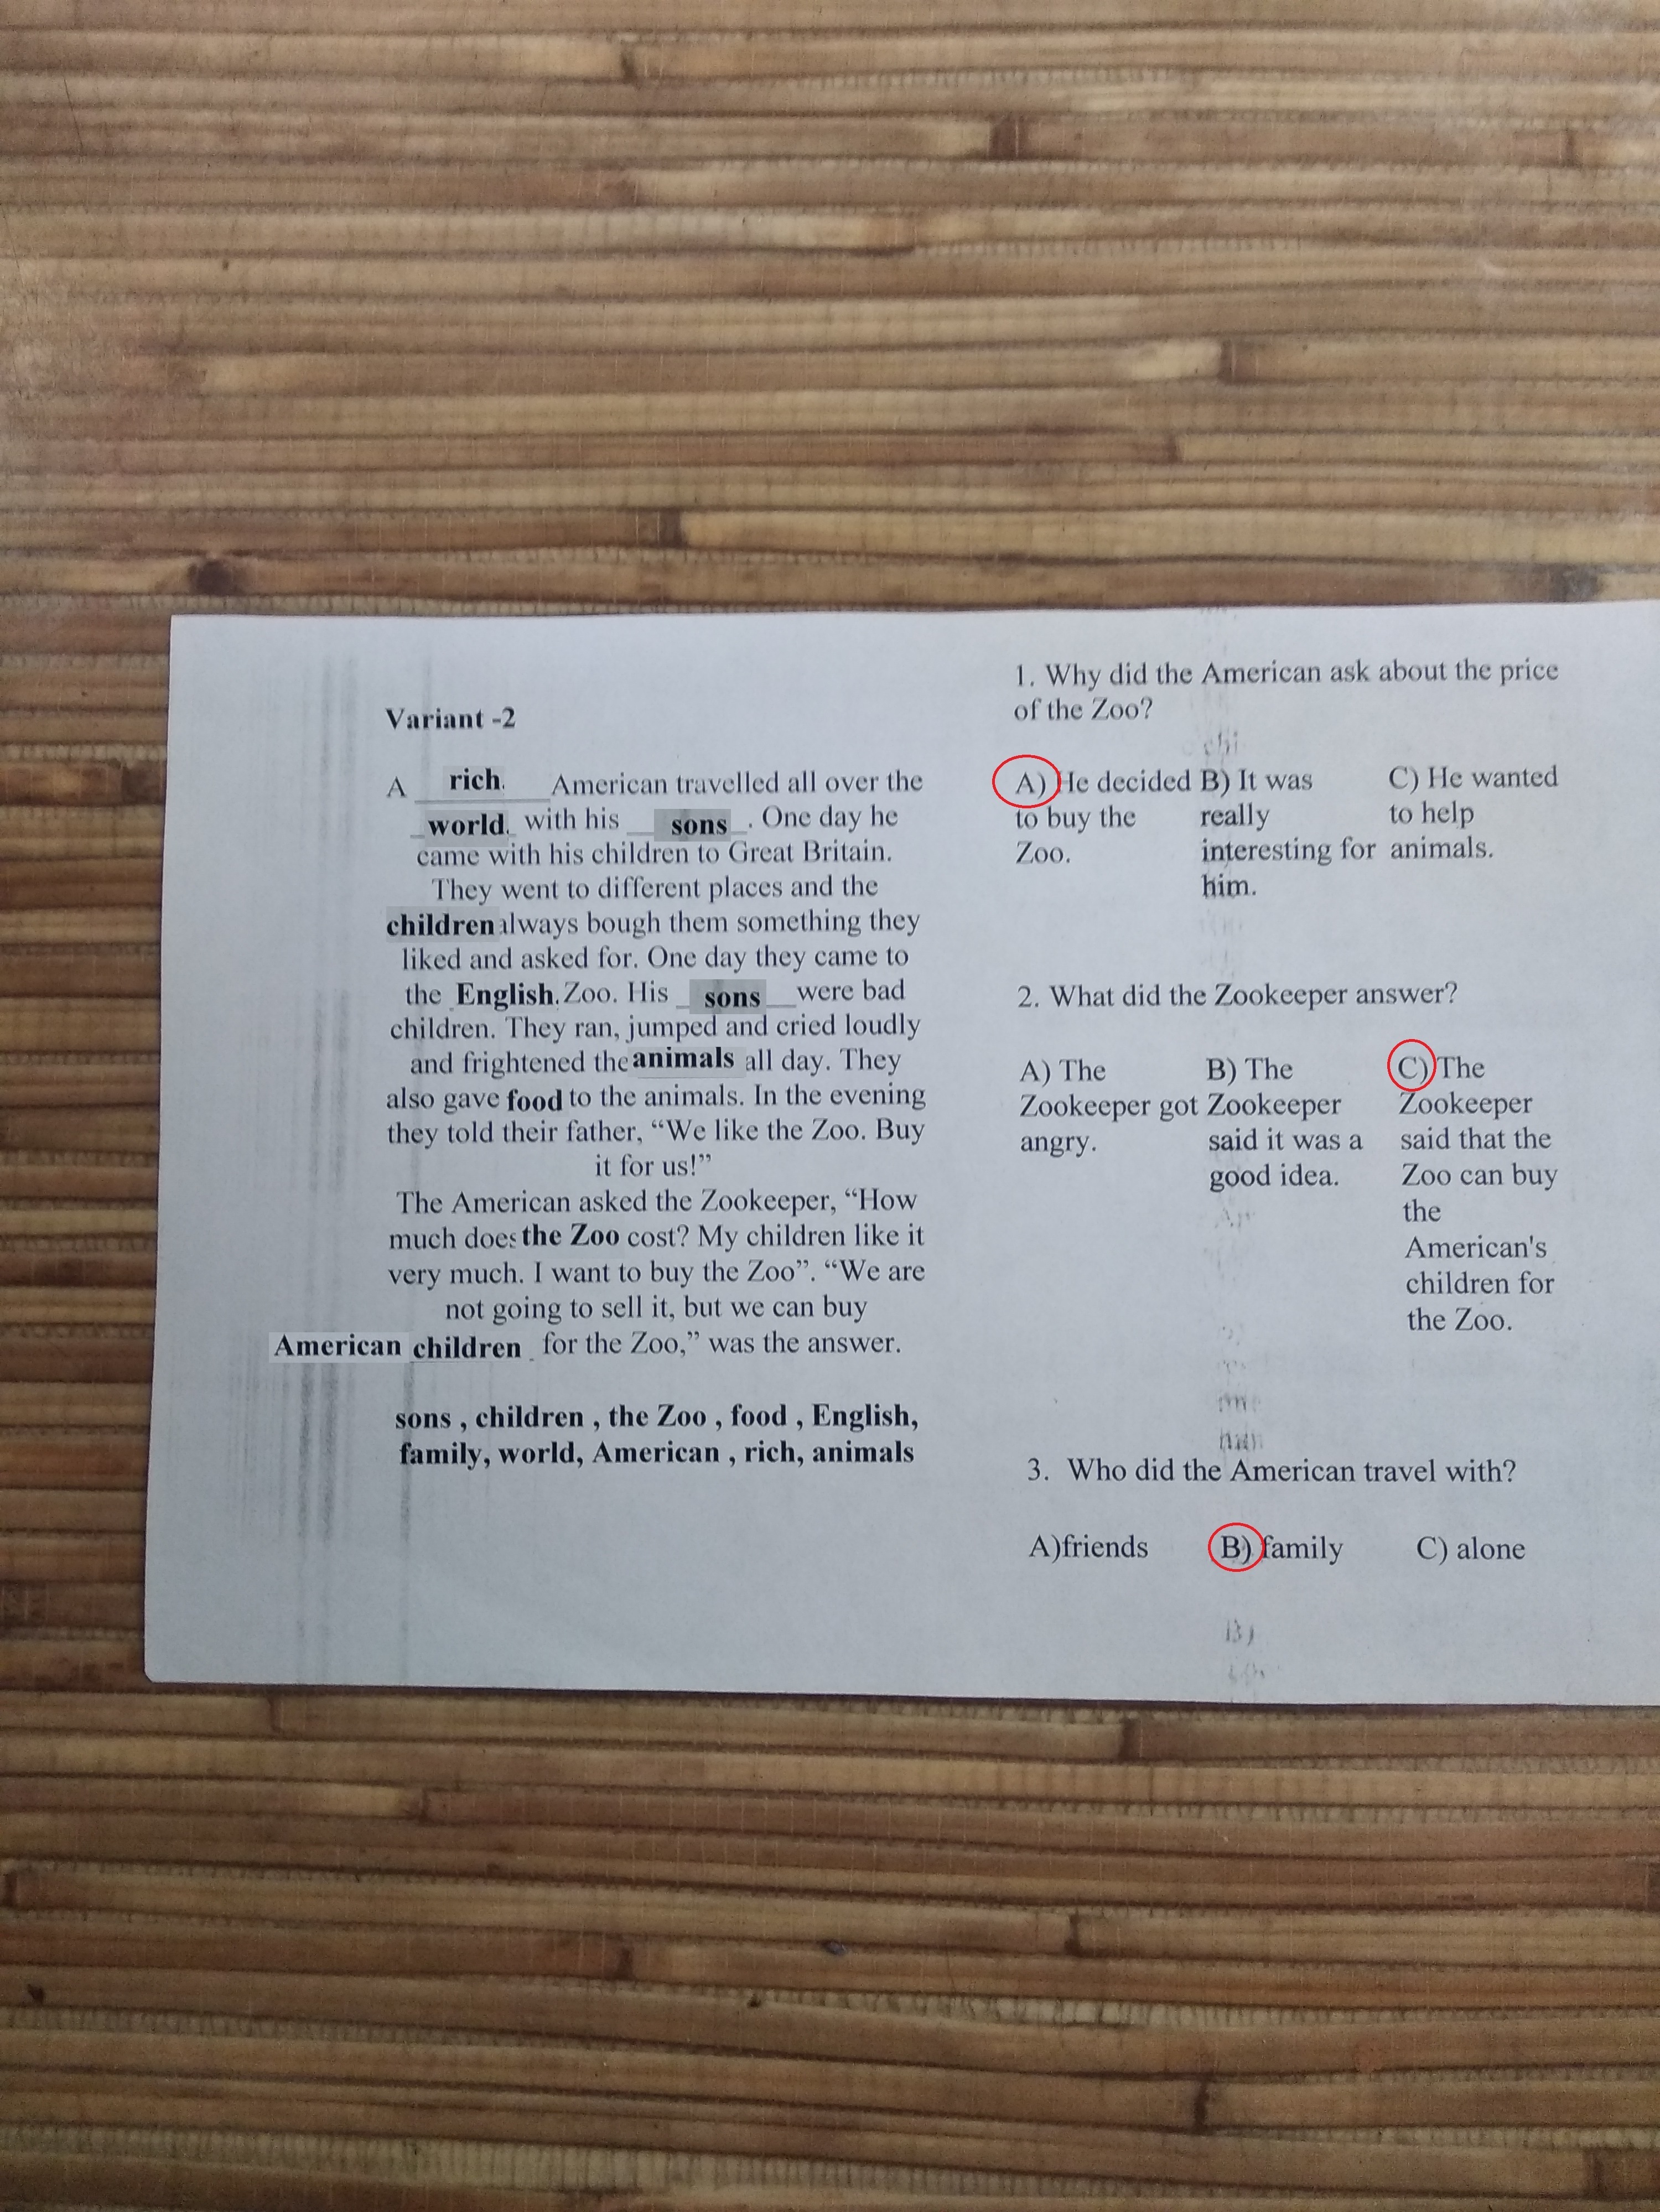 Variant -2
A rich. American travelled all over the
world. with his sons . One day he
came with his children to Great Britain.
They went to different places and the
children always bough them something they
liked and asked for. One day they came to
the English. Zoo. His sons were bad
children. They ran, jumped and cried loudly
and frightened the animals all day. They
also gave food to the animals. In the evening
they told their father, “We like the Zoo. Buy
it for us!”
The American asked the Zookeeper, “How
much does the Zoo cost? My children like it
very much. I want to buy the Zoo”. “We are
not going to sell it, but we can buy
American children for the Zoo,” was the answer.
sons , children , the Zoo , food , English,
family, world, American , rich, animals
1. Why did the American ask about the price
of the Zoo?
A) He decided
to buy the
Zoo.
B) It was
really
interesting for
him.
C) He wanted
to help
animals.
2. What did the Zookeeper answer?
A) The
Zookeeper got
angry.
B) The
Zookeeper
said it was a
good idea.
C) The
Zookeeper
said that the
Zoo can buy
the
American's
children for
the Zoo.
3. Who did the American travel with?
A)friends B) family C) alone